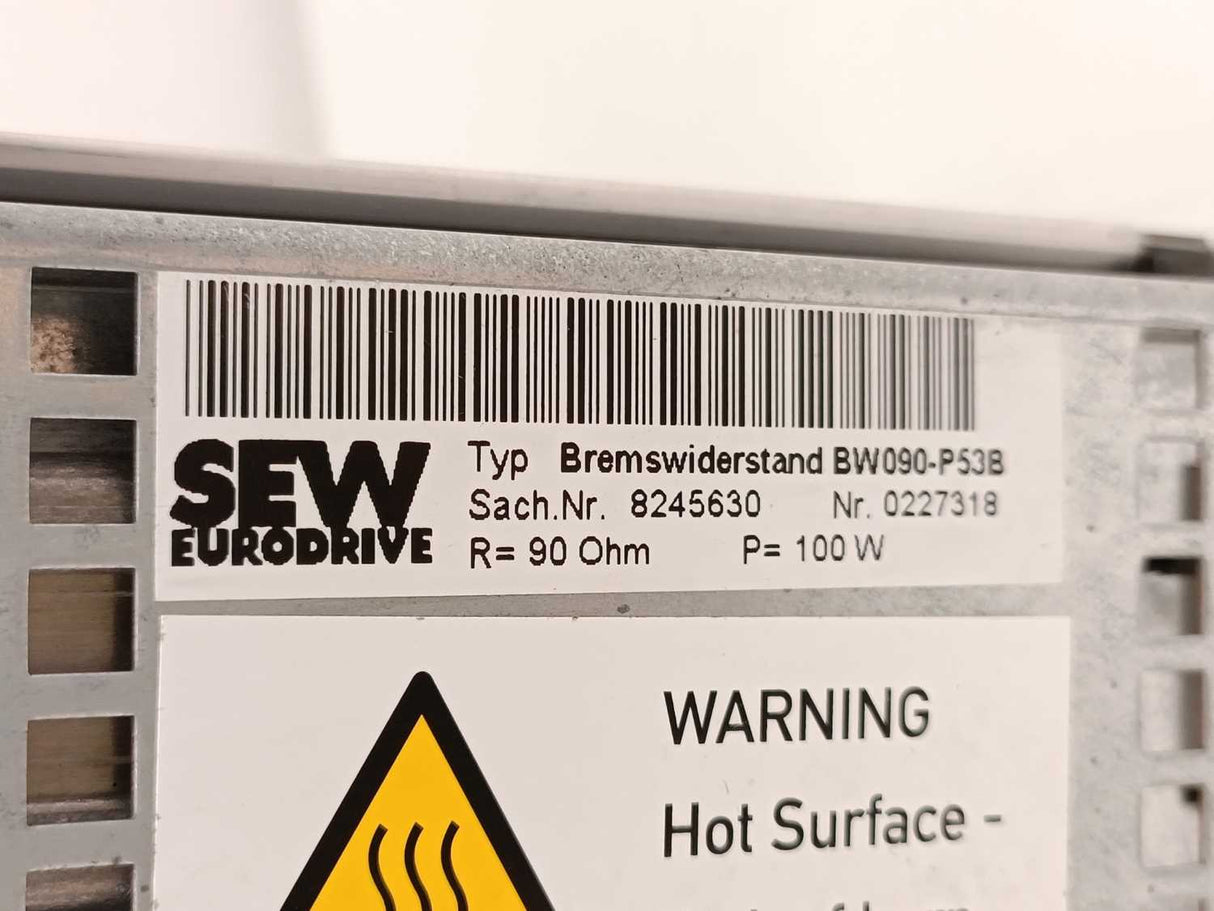 SEW
EURODRIVE
Typ Bremswiderstand BW090-P53B
Sach.Nr. 8245630 Nr. 0227318
R= 90 Ohm P= 100 W
WARNING
Hot Surface -